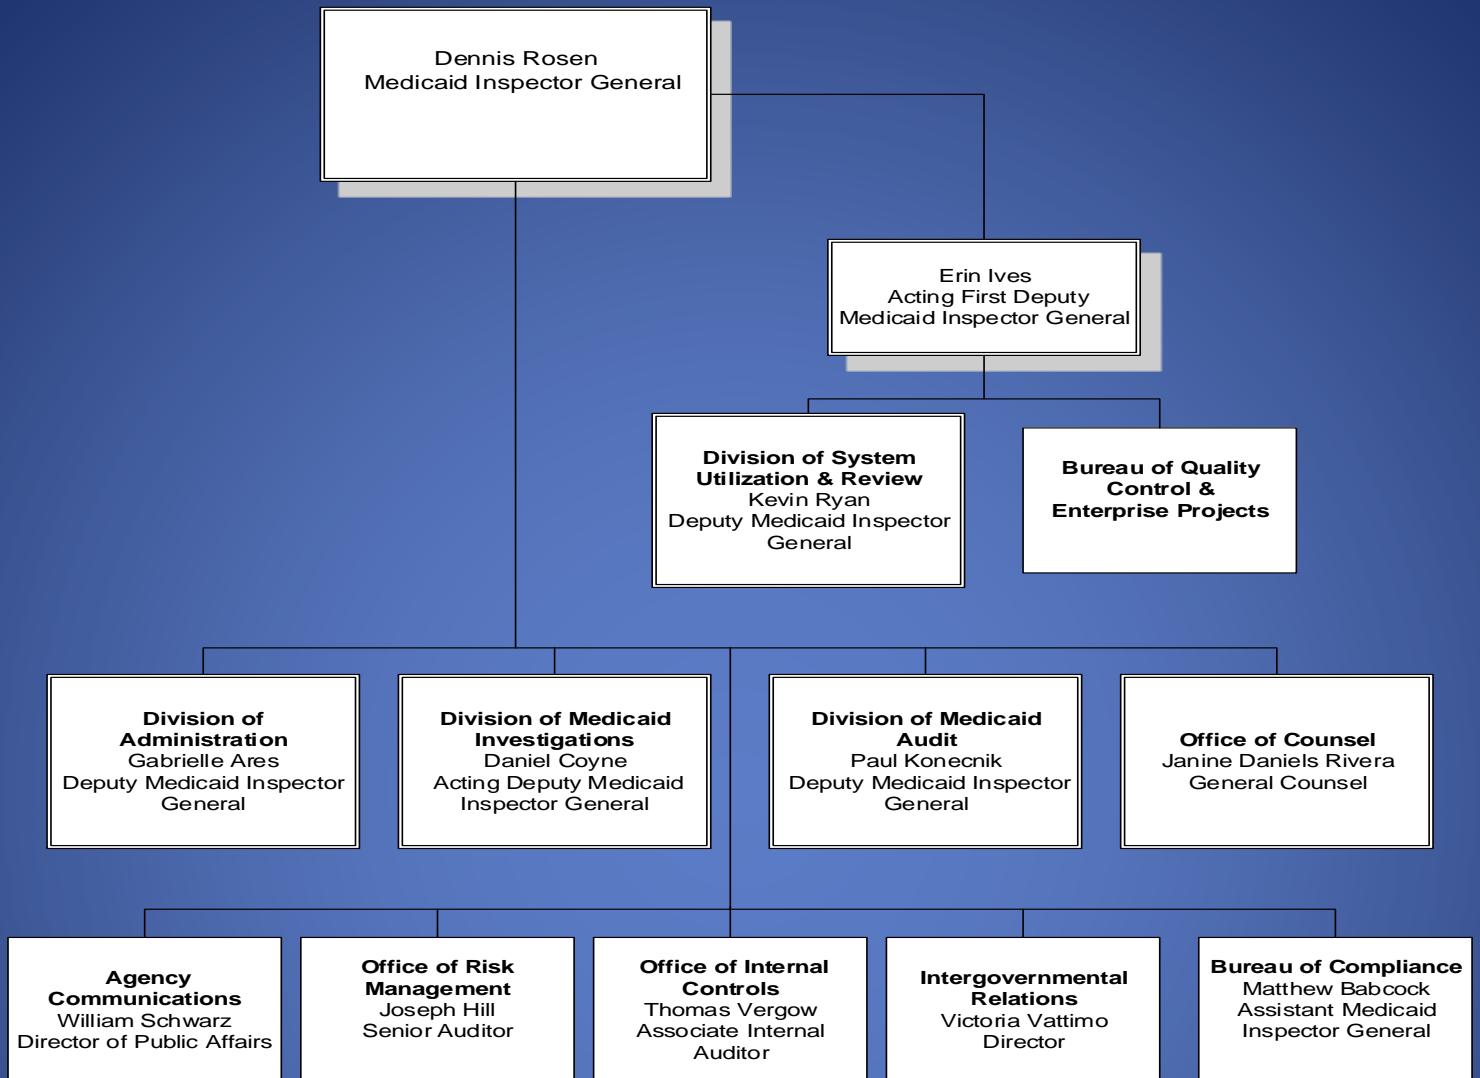 Dennis Rosen
Medicaid Inspector General
Erin Ives
Acting First Deputy
Medicaid Inspector General
Division of System
Utilization & Review
Kevin Ryan
Deputy Medicaid Inspector
General
Bureau of Quality
Control &
Enterprise Projects
Division of
Administration
Gabrielle Ares
Deputy Medicaid Inspector
General
Division of Medicaid
Investigations
Daniel Coyne
Acting Deputy Medicaid
Inspector General
Division of Medicaid
Audit
Paul Konecnik
Deputy Medicaid Inspector
General
Office of Counsel
Janine Daniels Rivera
General Counsel
Agency
Communications
William Schwarz
Director of Public Affairs
Office of Risk
Management
Joseph Hill
Senior Auditor
Office of Internal
Controls
Thomas Vergow
Associate Internal
Auditor
Intergovernmental
Relations
Victoria Vattimo
Director
Bureau of Compliance
Matthew Babcock
Assistant Medicaid
Inspector General